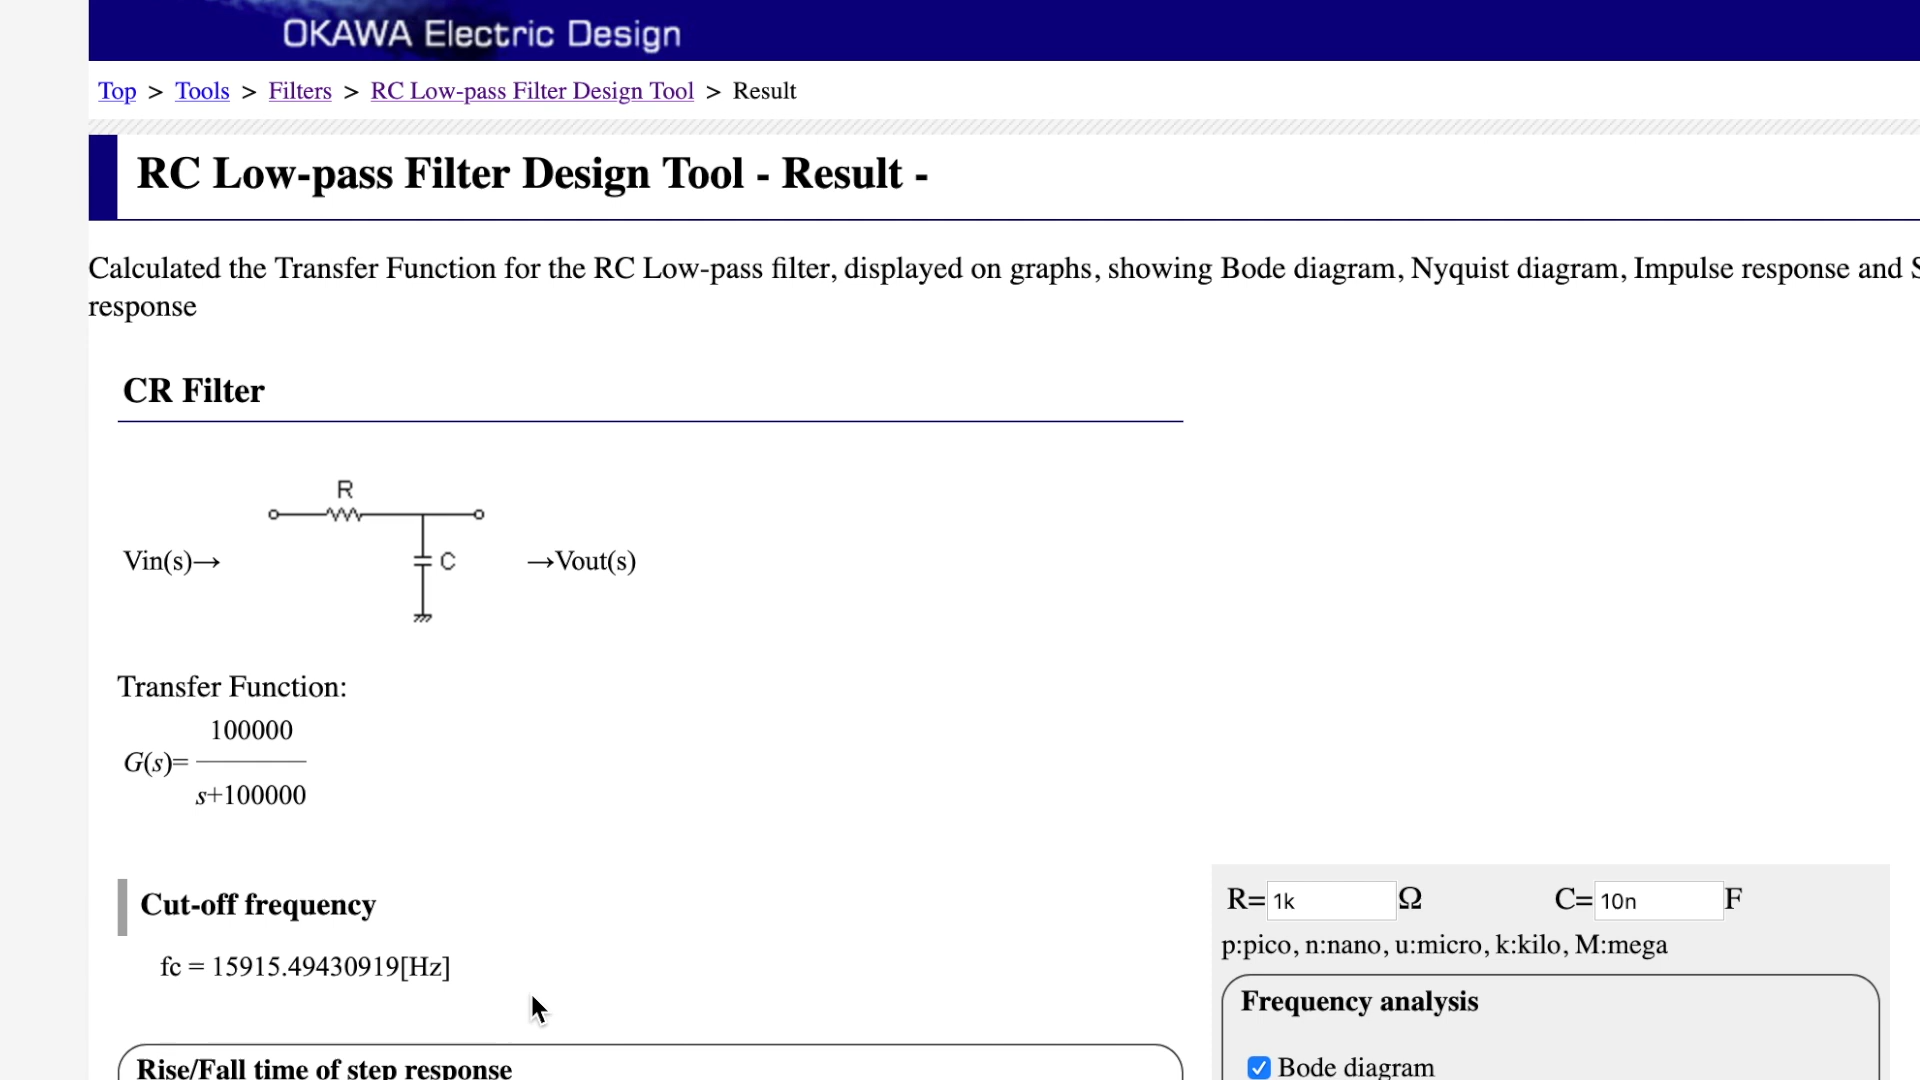 OKAWA Electric Design
Top > Tools > Filters > RC Low-pass Filter Design Tool > Result
RC Low-pass Filter Design Tool - Result -
Calculated the Transfer Function for the RC Low-pass filter, displayed on graphs, showing Bode diagram, Nyquist diagram, Impulse response and S
response
CR Filter
R
Vin(s)→
C
→Vout(s)
Transfer Function:
100000
G(s)=
s+100000
Cut-off frequency
fc = 15915.49430919[Hz]
Rise/Fall time of step response
R= 1k Ω C= 10n F
p:pico, n:nano, u:micro, k:kilo, M:mega
Frequency analysis
Bode diagram